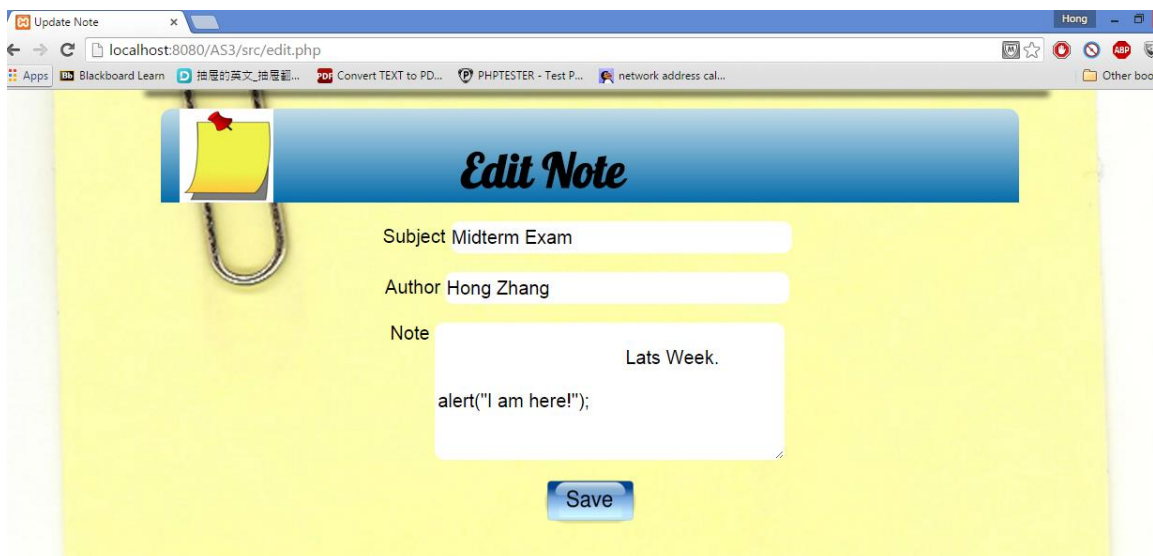 Update Note
Hong
localhost:8080/AS3/src/edit.php
Apps Blackboard Learn 抽屉的英文_抽屉翻... Convert TEXT to PD... PHPTESTER - Test P... network address cal... Other boo
Edit Note
Subject Midterm Exam
Author Hong Zhang
Note
Lats Week.
alert("I am here!");
Save